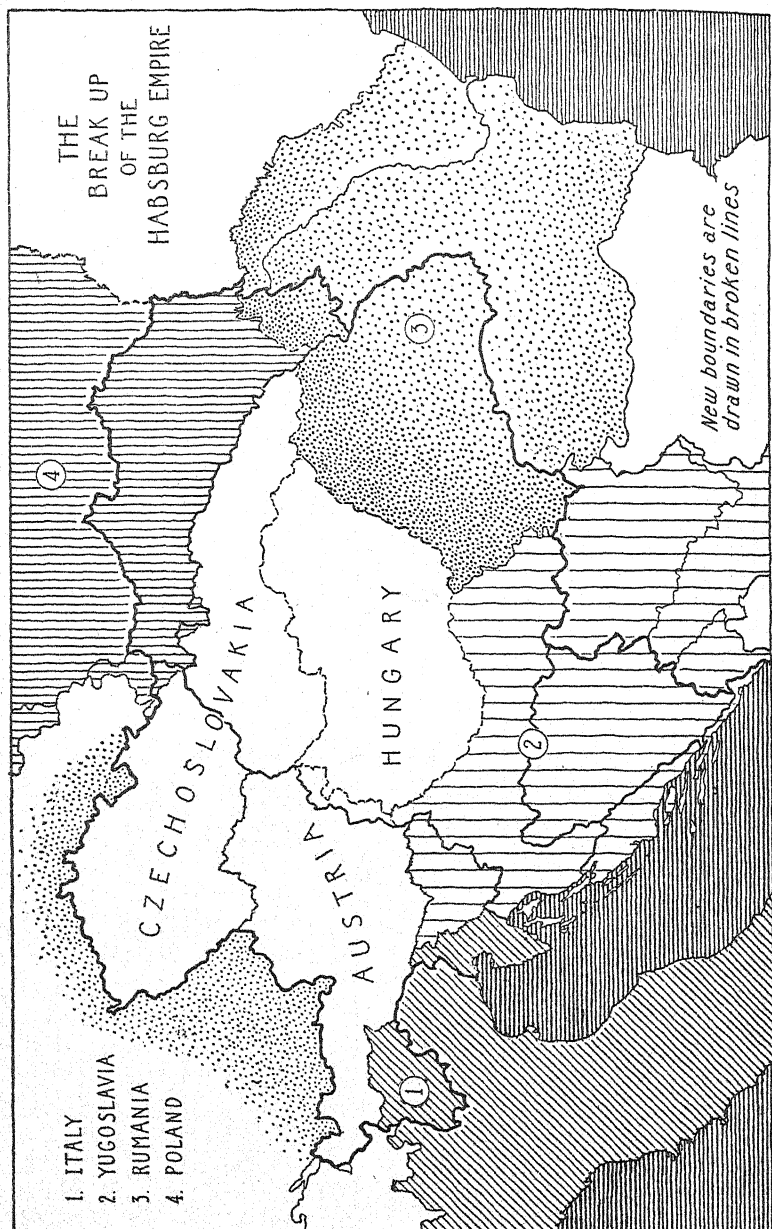 THE
BREAK UP
OF THE
HABSBURG EMPIRE
4
CZECHOSLOVAKIA
3
HUNGARY
AUSTRIA
2
1
1. ITALY
2. YUGOSLAVIA
3. RUMANIA
4. POLAND
New boundaries are
drawn in broken lines